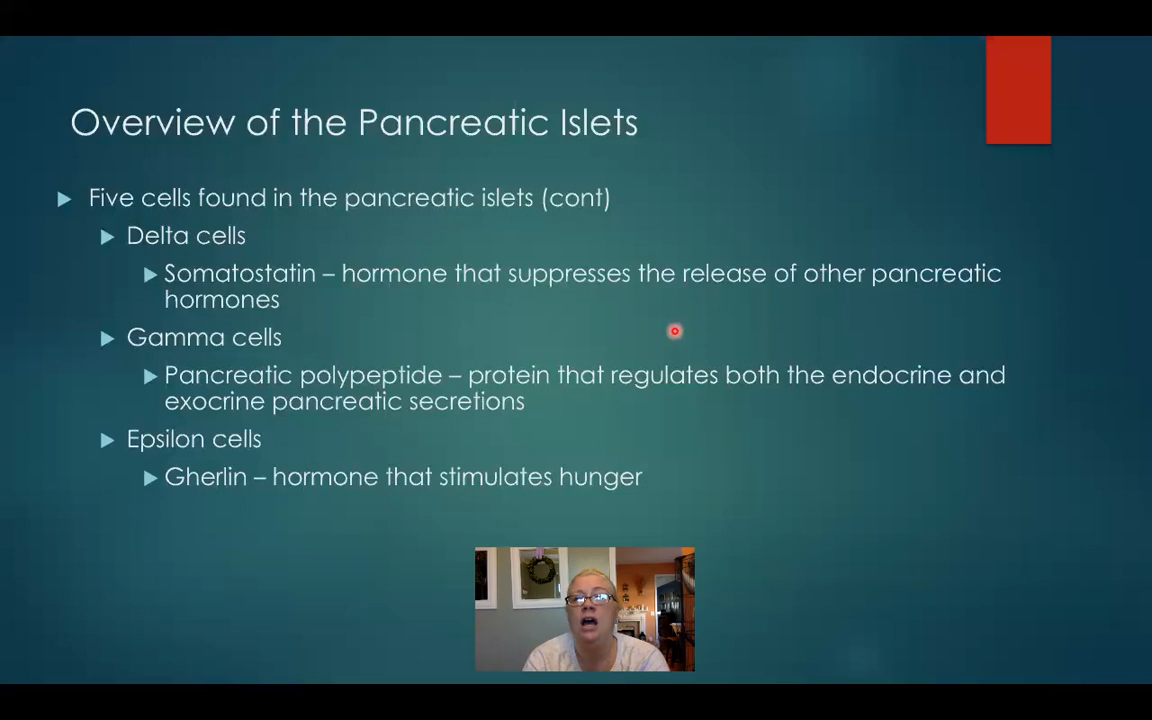 Overview of the Pancreatic Islets
Five cells found in the pancreatic islets (cont)
Delta cells
Somatostatin – hormone that suppresses the release of other pancreatic
hormones
Gamma cells
Pancreatic polypeptide – protein that regulates both the endocrine and
exocrine pancreatic secretions
Epsilon cells
Gherlin – hormone that stimulates hunger